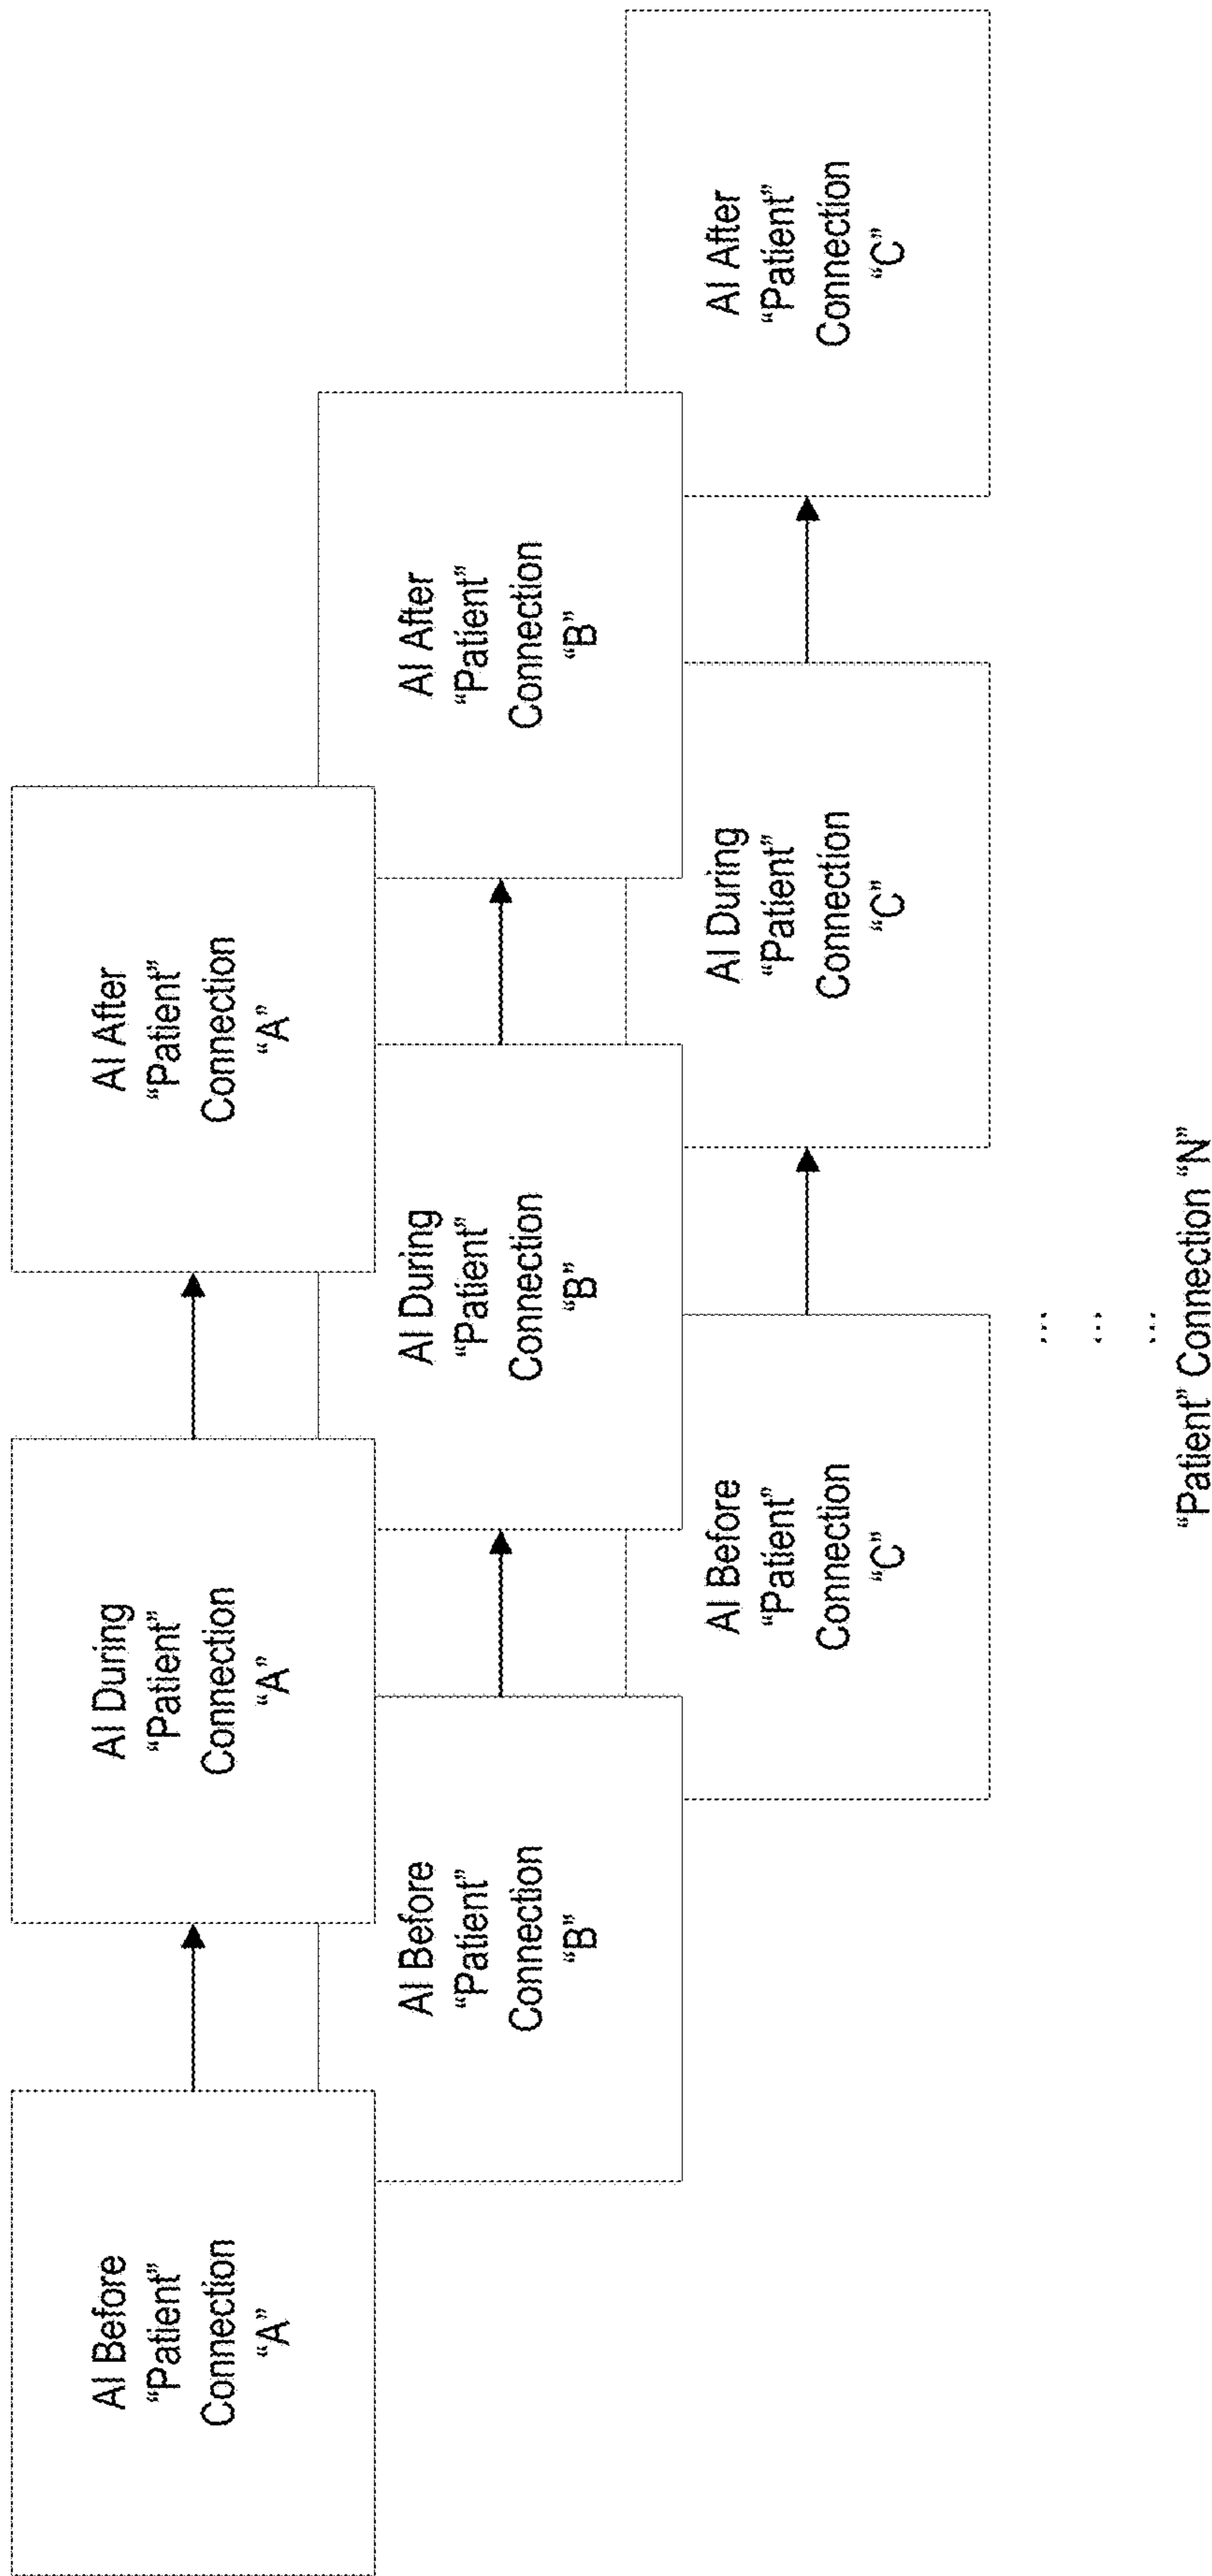 AI Before
“Patient”
Connection
“A”
AI During
“Patient”
Connection
“A”
AI After
“Patient”
Connection
“A”
AI Before
“Patient”
Connection
“B”
AI During
“Patient”
Connection
“B”
AI After
“Patient”
Connection
“B”
AI Before
“Patient”
Connection
“C”
AI During
“Patient”
Connection
“C”
AI After
“Patient”
Connection
“C”
...
...
...
“Patient” Connection “N”